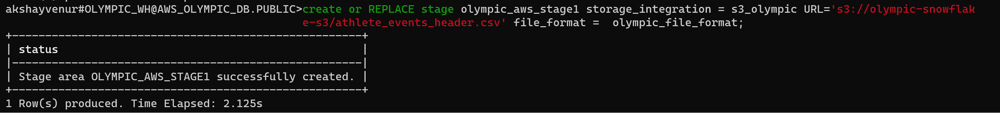 akshayvenur#OLYMPIC_WH@AWS_OLYMPIC_DB.PUBLIC>create or REPLACE stage olympic_aws_stage1 storage_integration = s3_olympic URL='s3://olympic-snowflak
e-s3/athlete_events_header.csv' file_format =  olympic_file_format;
+-----------------------------------------------------+
| status                                              |
|-----------------------------------------------------|
| Stage area OLYMPIC_AWS_STAGE1 successfully created. |
+-----------------------------------------------------+
1 Row(s) produced. Time Elapsed: 2.125s